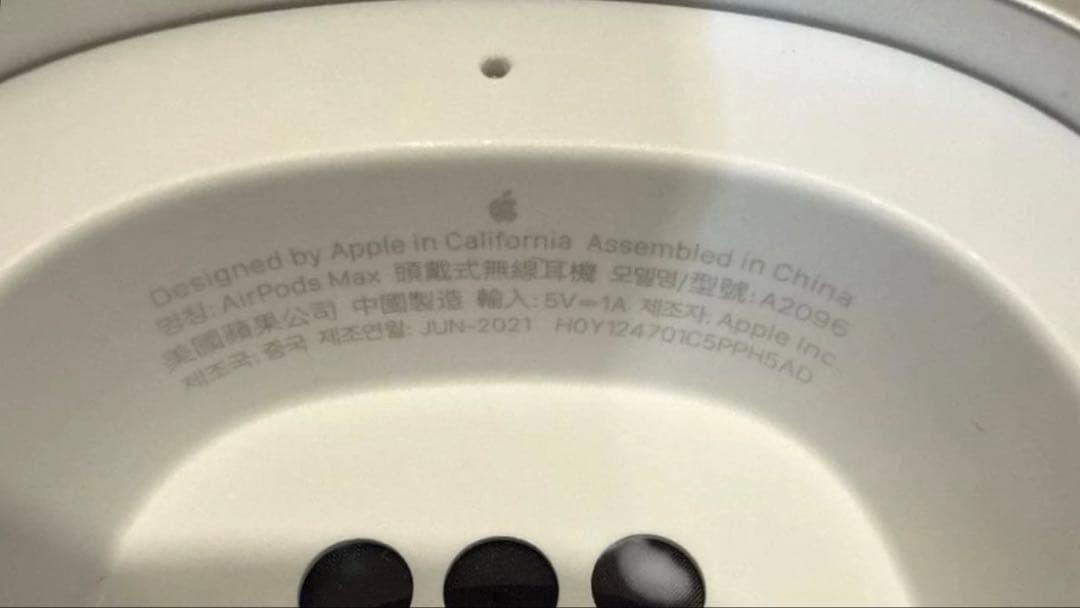 Designed by Apple in California Assembled in China
명칭: AirPods Max 頭戴式無線耳機 모델명/型號: A2096
美國蘋果公司 中國製造 輸入: 5V⎓1A 제조자: Apple Inc.
제조국: 중국 제조연월: JUN-2021 H0Y124701C5PPH5AD